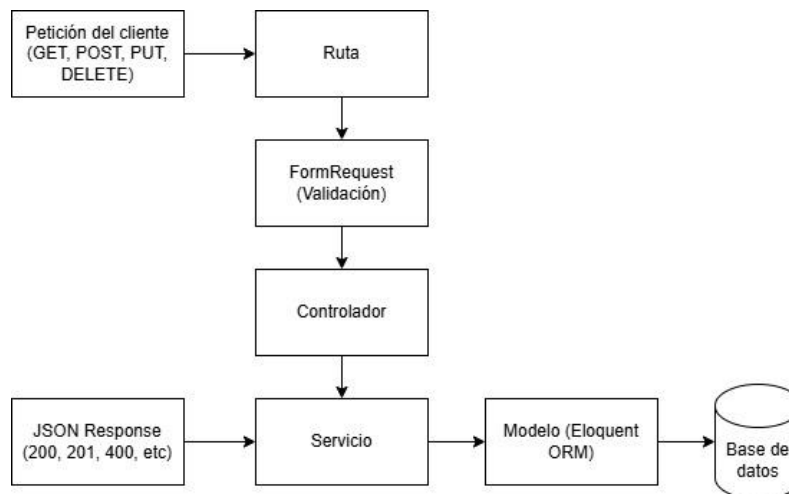 Petición del cliente
(GET, POST, PUT,
DELETE)
Ruta
FormRequest
(Validación)
Controlador
JSON Response
(200, 201, 400, etc)
Servicio
Modelo (Eloquent
ORM)
Base de
datos